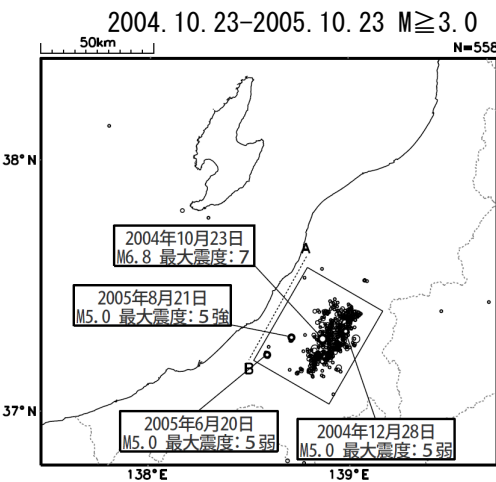 2004.10.23-2005.10.23 M≧3.0
50km
N=558
38°N
2004年10月23日
M6.8 最大震度:7
A
2005年8月21日
M5.0 最大震度:5強
B
37°N
2005年6月20日
M5.0 最大震度:5弱
2004年12月28日
M5.0 最大震度:5弱
138°E
139°E